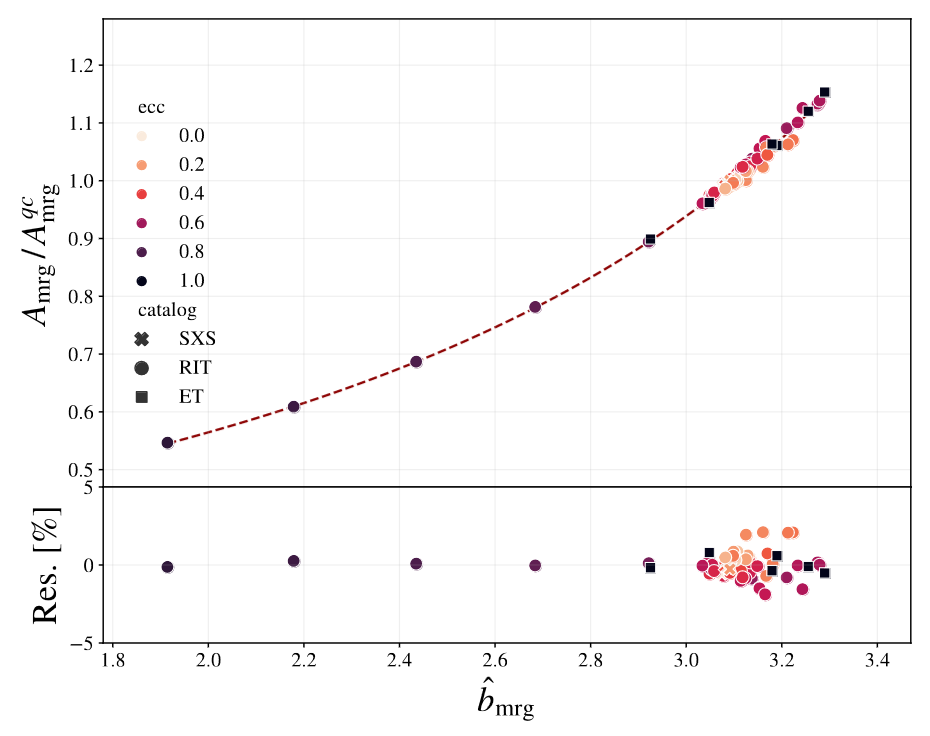 1.2
1.1
1.0
0.9
0.8
0.7
0.6
0.5
A_mrg / A^qc_mrg
ecc
0.0
0.2
0.4
0.6
0.8
1.0
catalog
SXS
RIT
ET
5
0
−5
Res. [%]
1.8 2.0 2.2 2.4 2.6 2.8 3.0 3.2 3.4
b̂_mrg